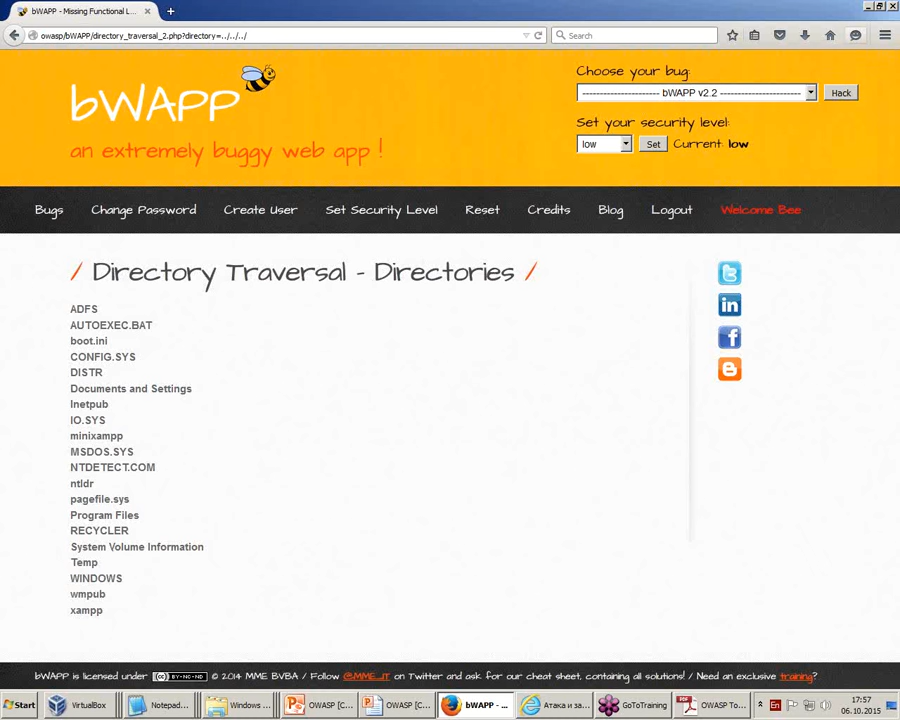 bWAPP - Missing Functional L...
owasp/bWAPP/directory_traversal_2.php?directory=../../../
Search
bWAPP
an extremely buggy web app !
Choose your bug:
---------------------- bWAPP v2.2 ----------------------- Hack
Set your security level:
low Set Current: low
Bugs Change Password Create User Set Security Level Reset Credits Blog Logout Welcome Bee
/ Directory Traversal - Directories /
ADFS
AUTOEXEC.BAT
boot.ini
CONFIG.SYS
DISTR
Documents and Settings
Inetpub
IO.SYS
minixampp
MSDOS.SYS
NTDETECT.COM
ntldr
pagefile.sys
Program Files
RECYCLER
System Volume Information
Temp
WINDOWS
wmpub
xampp
bWAPP is licensed under (cc) BY-NC-ND © 2014 MME BVBA / Follow @MME_IT on Twitter and ask for our cheat sheet, containing all solutions! / Need an exclusive training?
Start VirtualBox Notepad... Windows ... OWASP [C... OWASP [C... bWAPP - ... Атака и за... GoToTraining OWASP To... En 17:57
06.10.2015